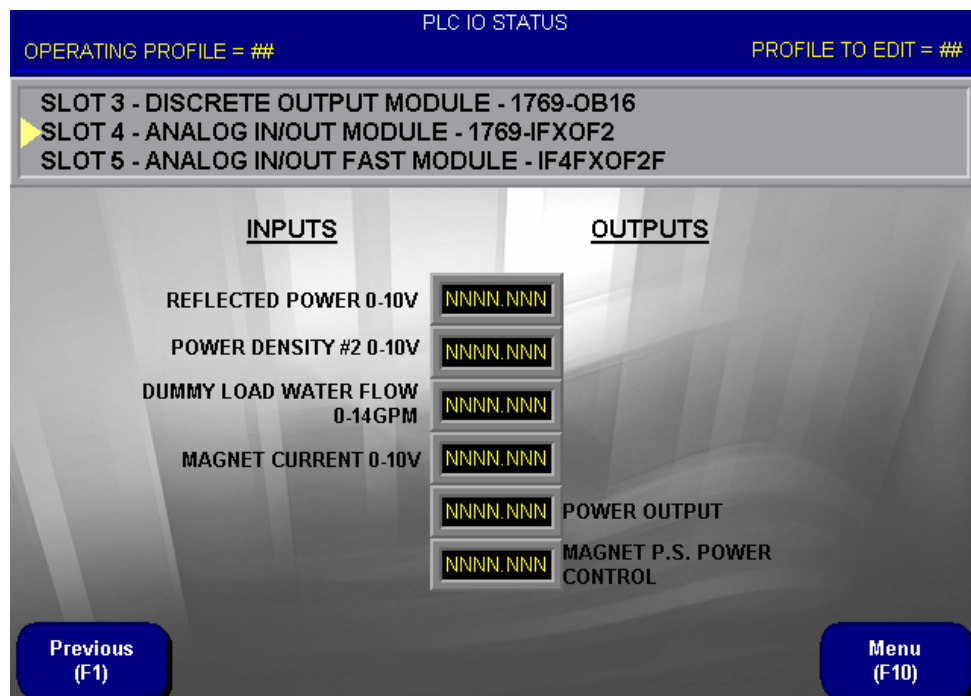 PLC IO STATUS
OPERATING PROFILE = ##
PROFILE TO EDIT = ##
SLOT 3 - DISCRETE OUTPUT MODULE - 1769-OB16
SLOT 4 - ANALOG IN/OUT MODULE - 1769-IFXOF2
SLOT 5 - ANALOG IN/OUT FAST MODULE - IF4FXOF2F
INPUTS
OUTPUTS
REFLECTED POWER 0-10V NNNN.NNN
POWER DENSITY #2 0-10V NNNN.NNN
DUMMY LOAD WATER FLOW
0-14GPM NNNN.NNN
MAGNET CURRENT 0-10V NNNN.NNN
NNNN.NNN POWER OUTPUT
NNNN.NNN MAGNET P.S. POWER
CONTROL
Previous
(F1)
Menu
(F10)